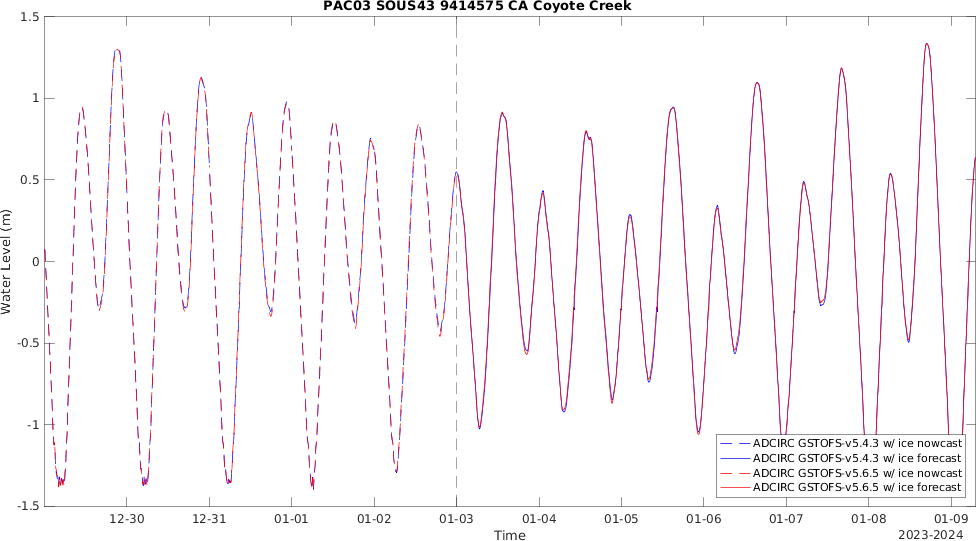 PAC03 SOUS43 9414575 CA Coyote Creek
1.5
1
0.5
0
-0.5
-1
-1.5
Water Level (m)
ADCIRC GSTOFS-v5.4.3 w/ ice nowcast
ADCIRC GSTOFS-v5.4.3 w/ ice forecast
ADCIRC GSTOFS-v5.6.5 w/ ice nowcast
ADCIRC GSTOFS-v5.6.5 w/ ice forecast
12-30 12-31 01-01 01-02 01-03 01-04 01-05 01-06 01-07 01-08 01-09
Time
2023-2024